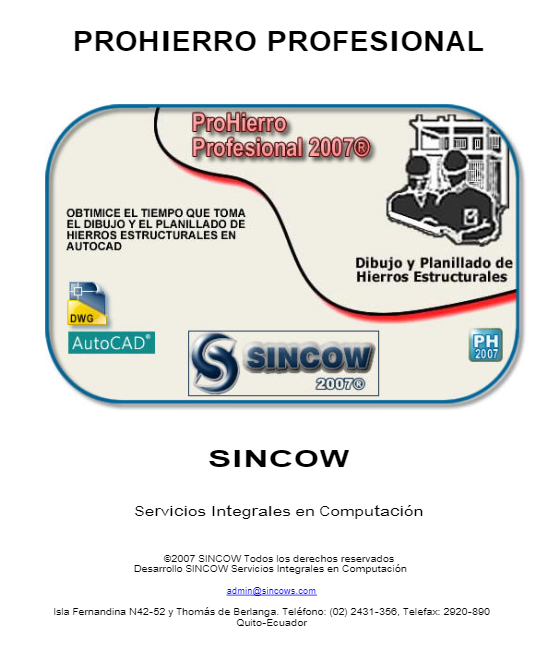 PROHIERRO PROFESIONAL
ProHierro
Profesional 2007®
OBTIMICE EL TIEMPO QUE TOMA
EL DIBUJO Y EL PLANILLADO DE
HIERROS ESTRUCTURALES EN
AUTOCAD
Dibujo y Planillado de
Hierros Estructurales
DWG
AutoCAD®
SINCOW
2007®
PH
2007
SINCOW
Servicios Integrales en Computación
©2007 SINCOW Todos los derechos reservados
Desarrollo SINCOW Servicios Integrales en Computación
admin@sincows.com
Isla Fernandina N42-52 y Thomás de Berlanga. Teléfono: (02) 2431-356, Telefax: 2920-890
Quito-Ecuador